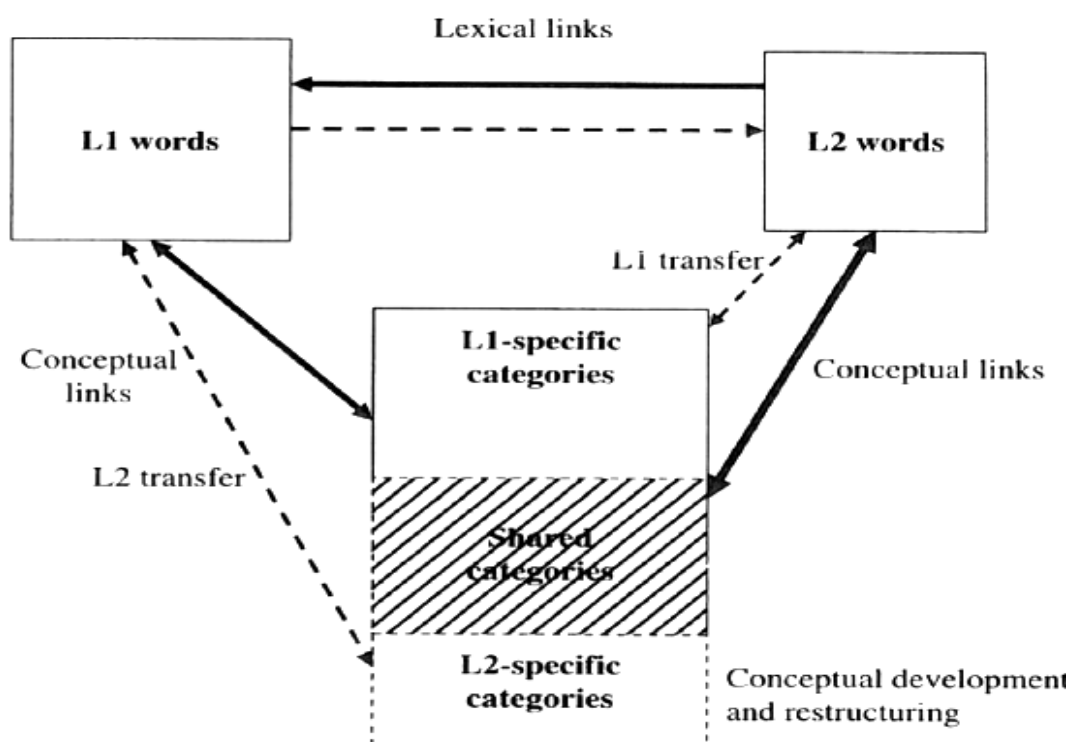 Lexical links
L1 words
L2 words
L1 transfer
L1-specific
categories
Conceptual
links
Conceptual links
L2 transfer
Shared
categories
L2-specific
categories
Conceptual development
and restructuring